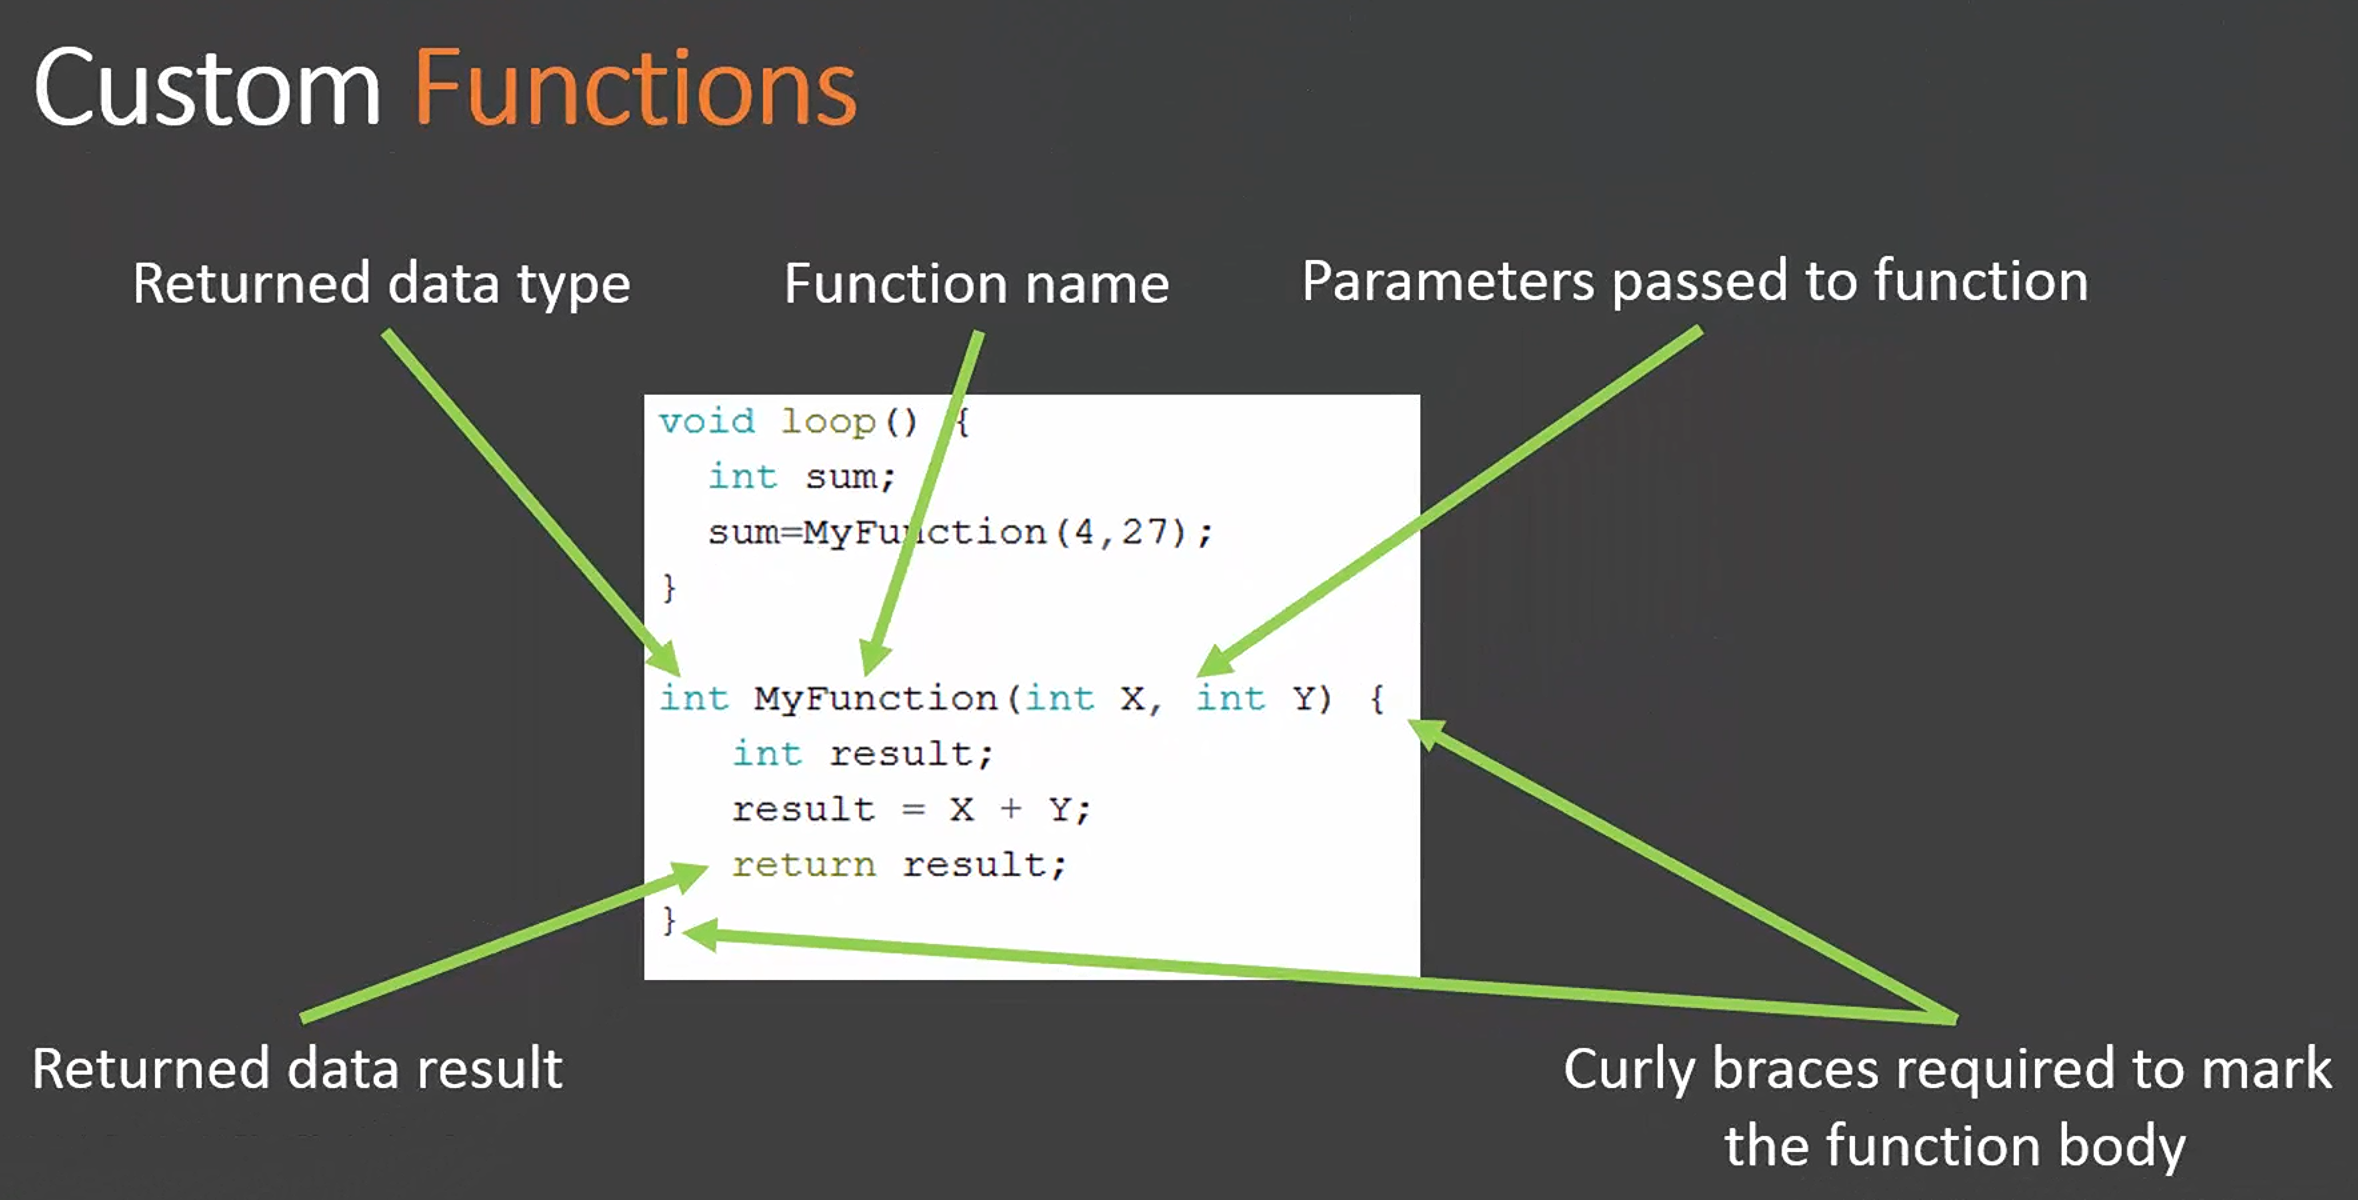 Custom Functions
Returned data type
Function name
Parameters passed to function
void loop() {
int sum;
sum=MyFunction(4,27);
}
int MyFunction(int X, int Y) {
int result;
result = X + Y;
return result;
}
Returned data result
Curly braces required to mark
the function body